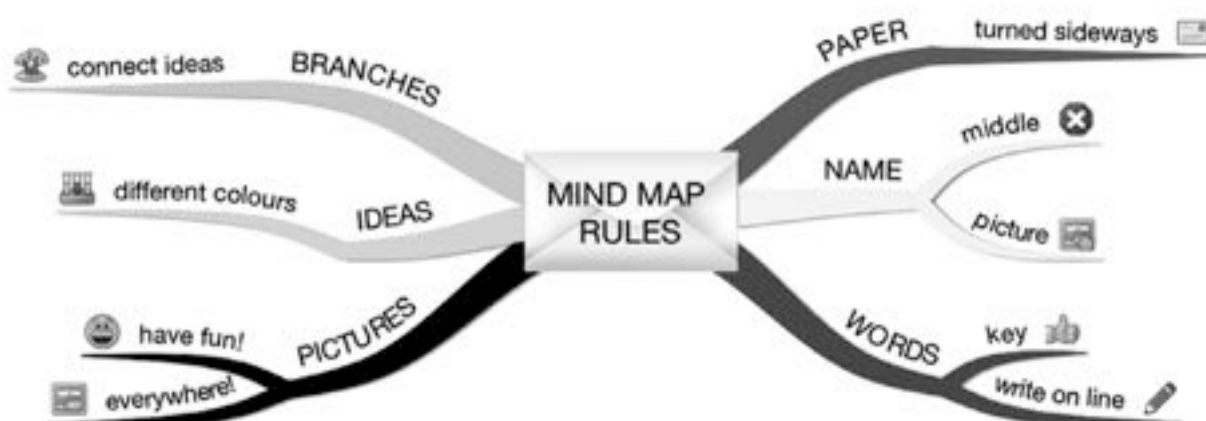 MIND MAP
RULES
PAPER
turned sideways
NAME
middle
picture
WORDS
key
write on line
PICTURES
have fun!
everywhere!
IDEAS
different colours
BRANCHES
connect ideas